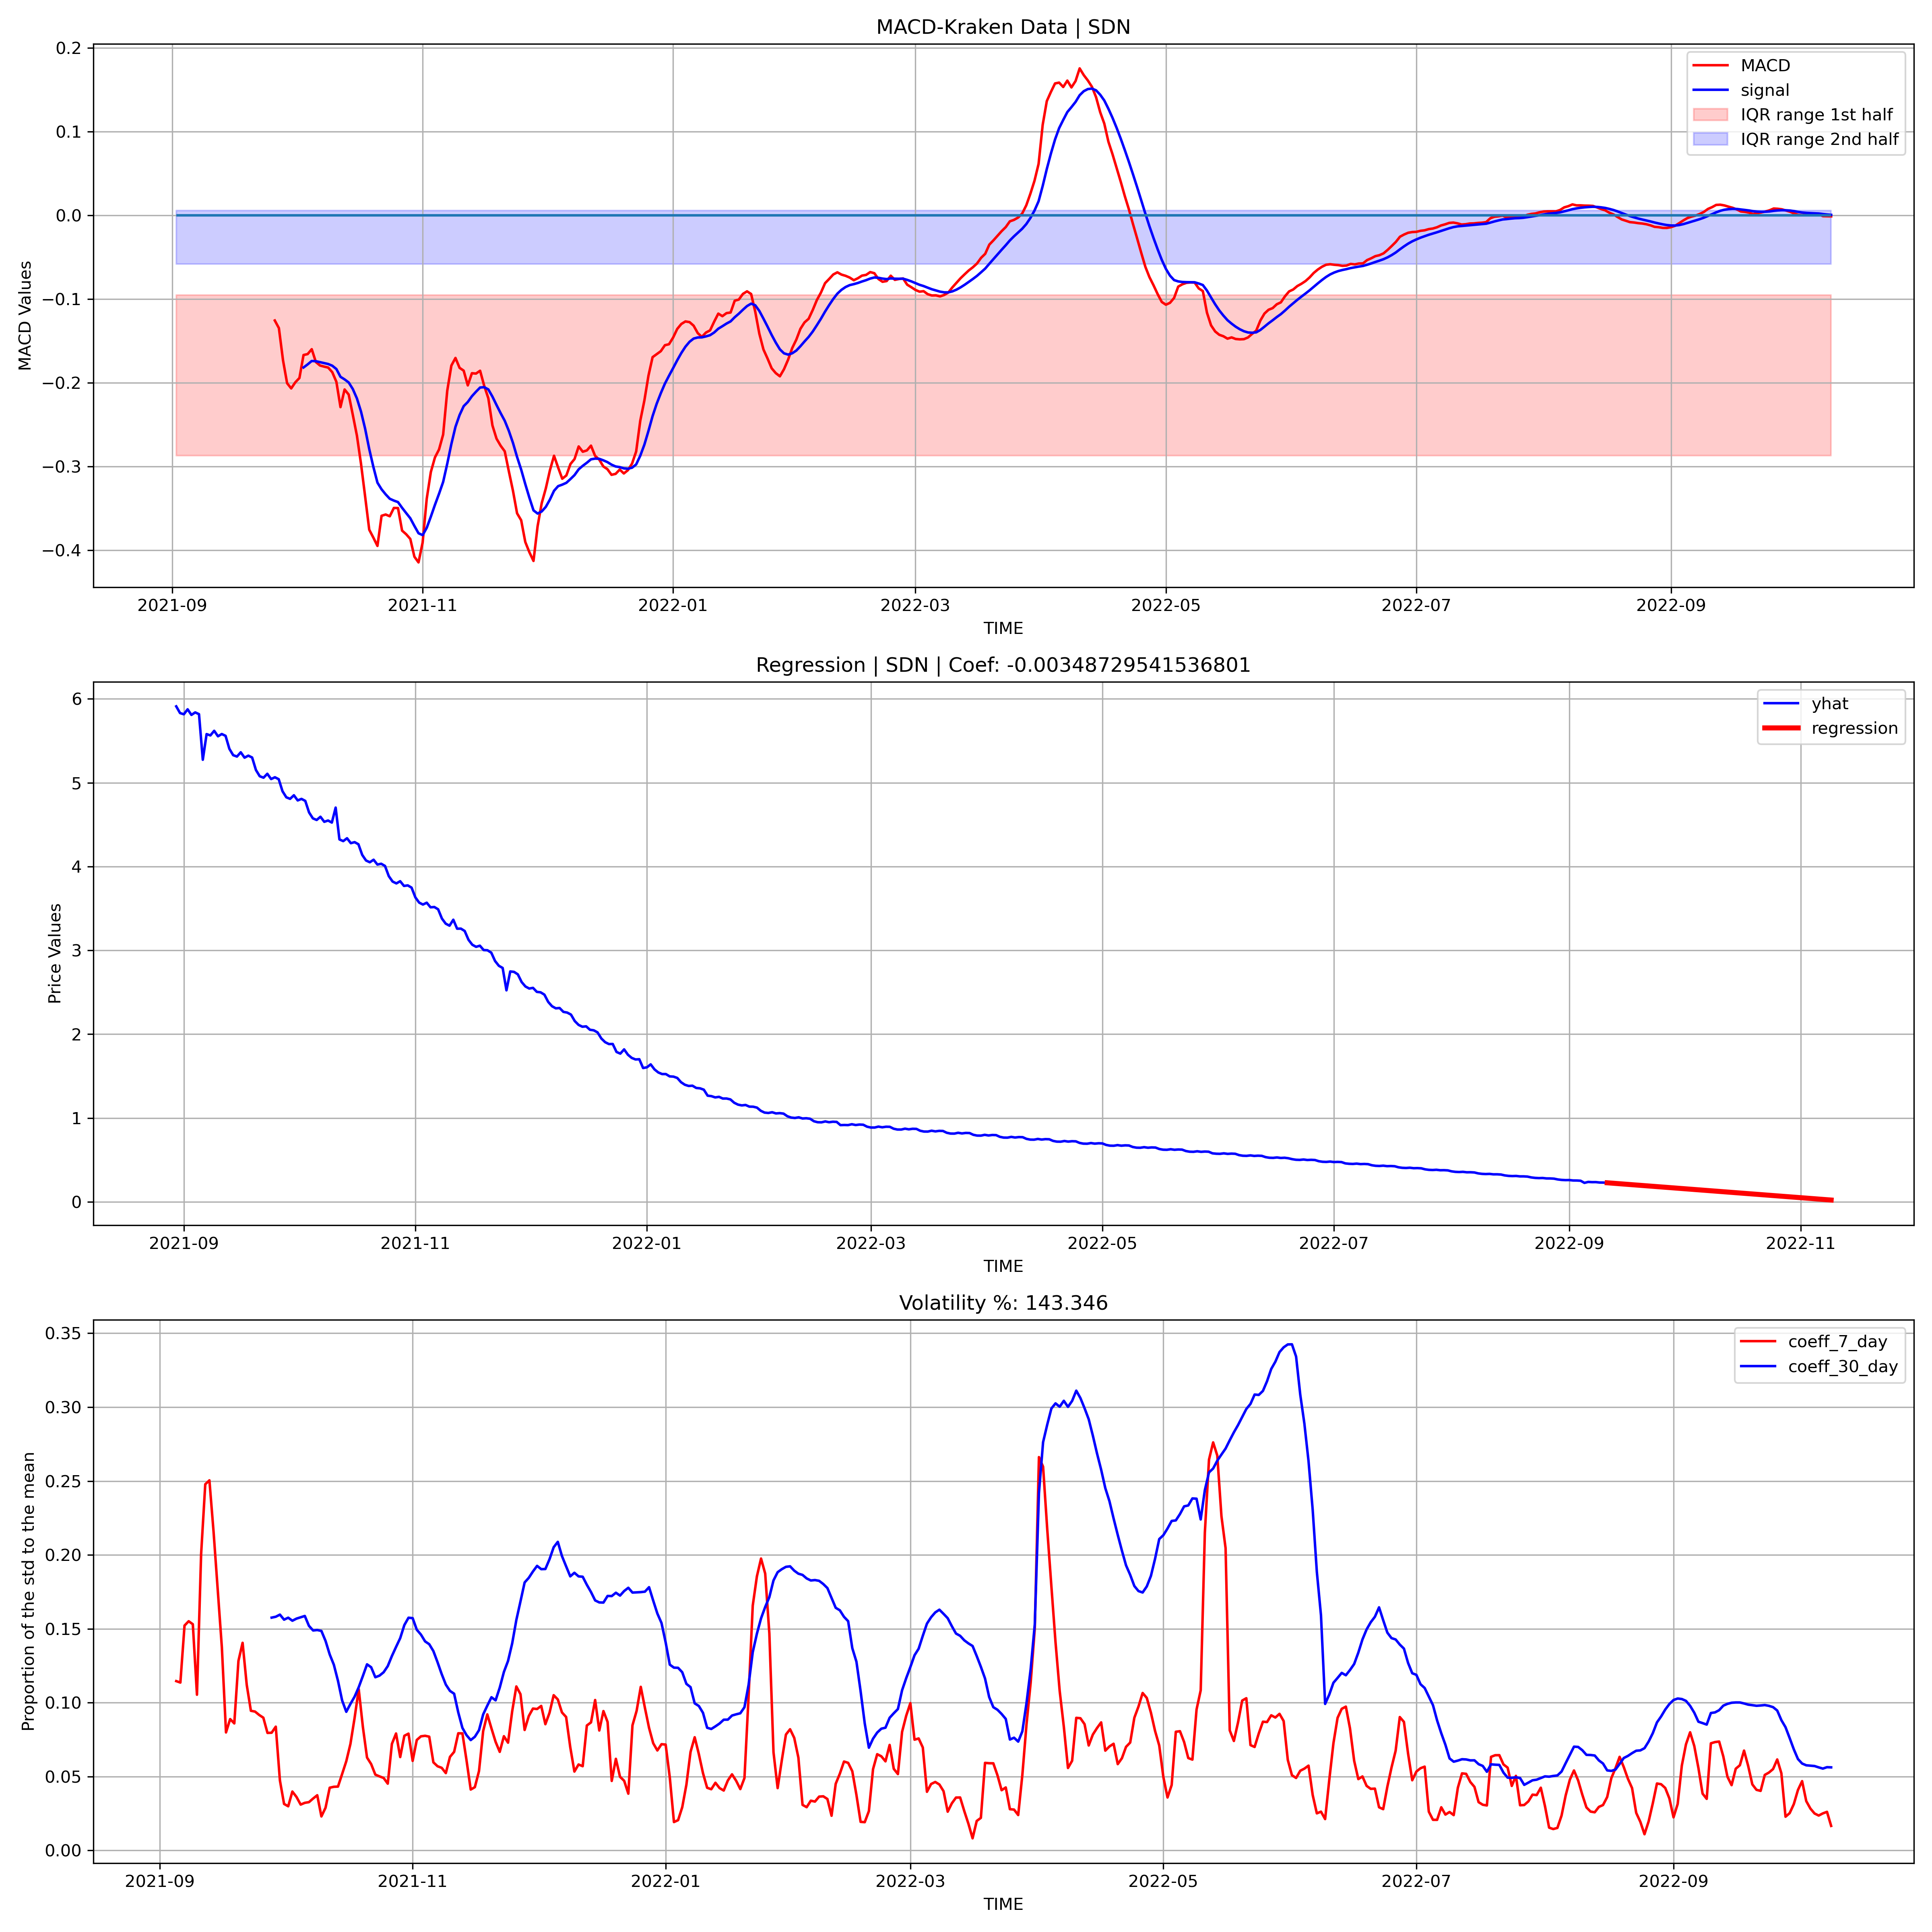 MACD-Kraken Data | SDN
0.2
0.1
0.0
−0.1
−0.2
−0.3
−0.4
MACD Values
MACD
signal
IQR range 1st half
IQR range 2nd half
2021-09 2021-11 2022-01 2022-03 2022-05 2022-07 2022-09
TIME
Regression | SDN | Coef: -0.00348729541536801
6
5
4
3
2
1
0
Price Values
yhat
regression
2021-09 2021-11 2022-01 2022-03 2022-05 2022-07 2022-09 2022-11
TIME
Volatility %: 143.346
0.35
0.30
0.25
0.20
0.15
0.10
0.05
0.00
Proportion of the std to the mean
coeff_7_day
coeff_30_day
2021-09 2021-11 2022-01 2022-03 2022-05 2022-07 2022-09
TIME